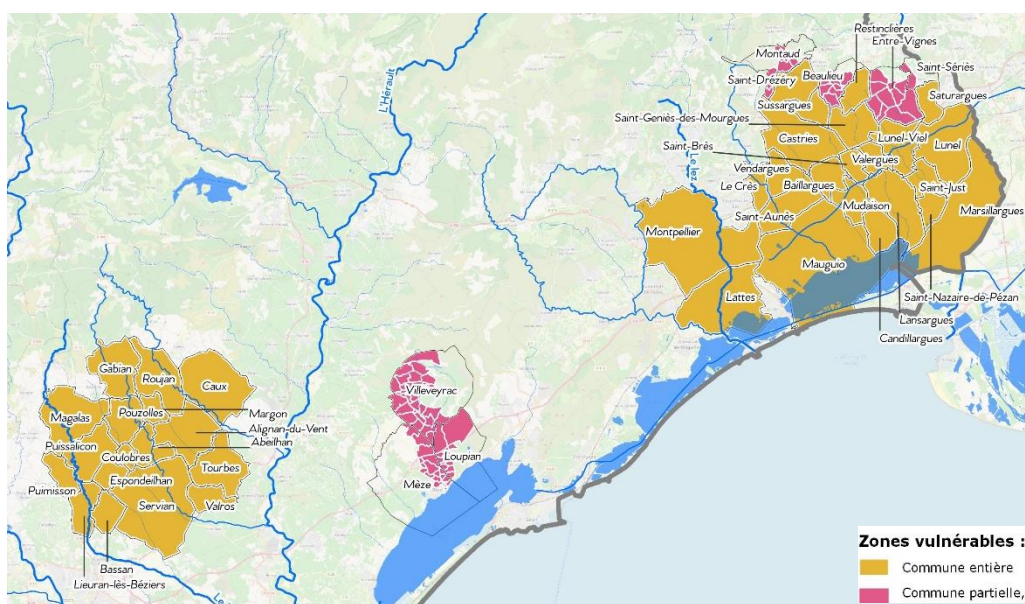 Restinclières
Entre-Vignes
Montaud
Saint-Sériès
Saint-Drézéry
Beaulieu
Saturargues
Sussargues
Saint-Geniès-des-Mourgues
Castries
Lunel-Viel
Lunel
Saint-Brès
Valergues
Vendargues
Baillargues
Le Crès
Saint-Just
Mudaison
Marsillargues
Saint-Aunès
Montpellier
Mauguio
Lattes
Saint-Nazaire-de-Pézan
Lansargues
Candillargues
L'Hérault
Le lez
Gabian
Roujan
Caux
Villeveyrac
Magalas
Pouzolles
Margon
Alignan-du-Vent
Abeilhan
Puissalicon
Coulobres
Loupian
Tourbes
Puimisson
Espondeilhan
Mèze
Servian
Valros
Bassan
Lieuran-lès-Béziers
Zones vulnérables :
Commune entière
Commune partielle,